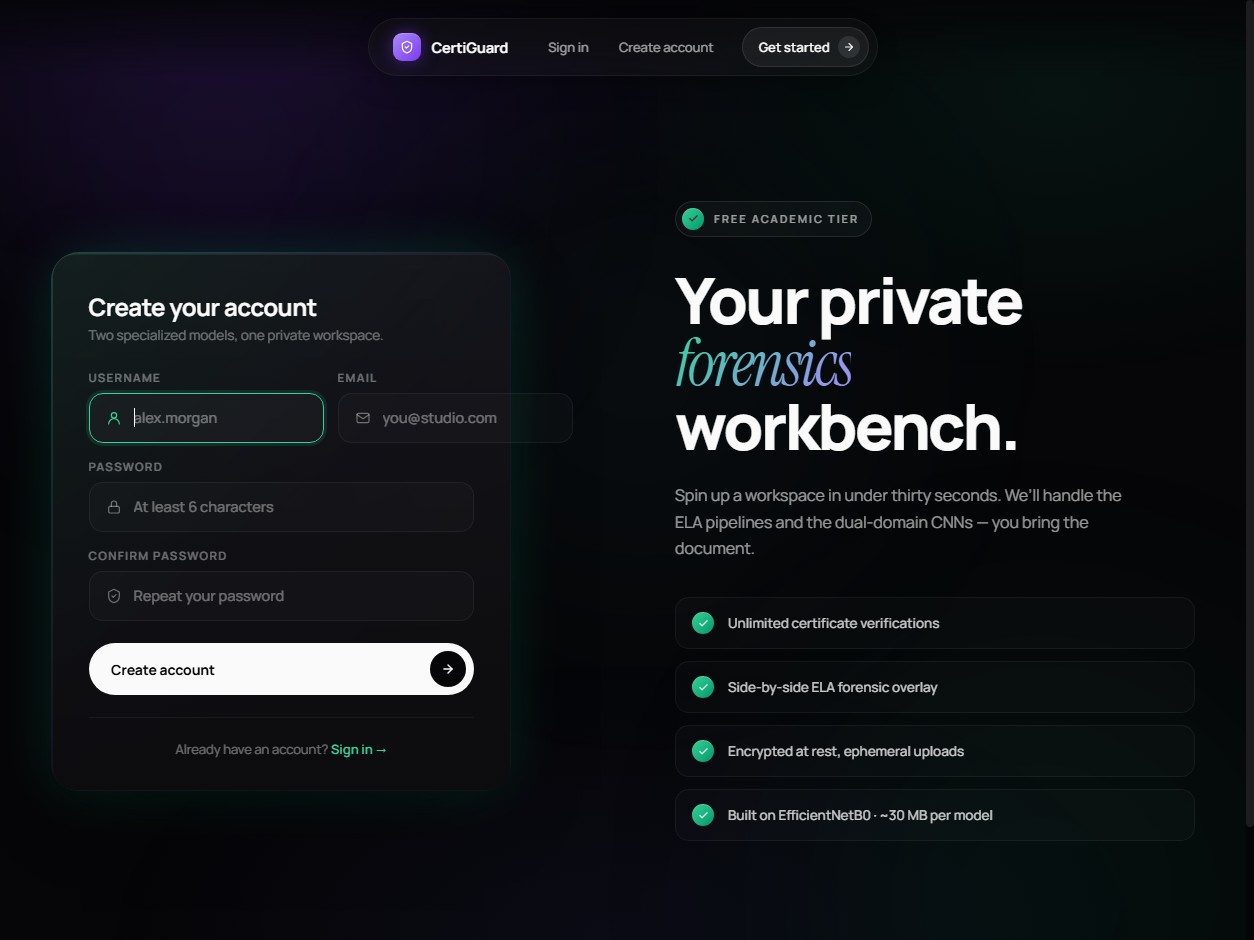 CertiGuard Sign in Create account Get started
Create your account
Two specialized models, one private workspace.
USERNAME EMAIL
alex.morgan you@studio.com
PASSWORD
At least 6 characters
CONFIRM PASSWORD
Repeat your password
Create account
Already have an account? Sign in →
FREE ACADEMIC TIER
Your private
forensics
workbench.
Spin up a workspace in under thirty seconds. We’ll handle the
ELA pipelines and the dual-domain CNNs — you bring the
document.
Unlimited certificate verifications
Side-by-side ELA forensic overlay
Encrypted at rest, ephemeral uploads
Built on EfficientNetB0 · ~30 MB per model